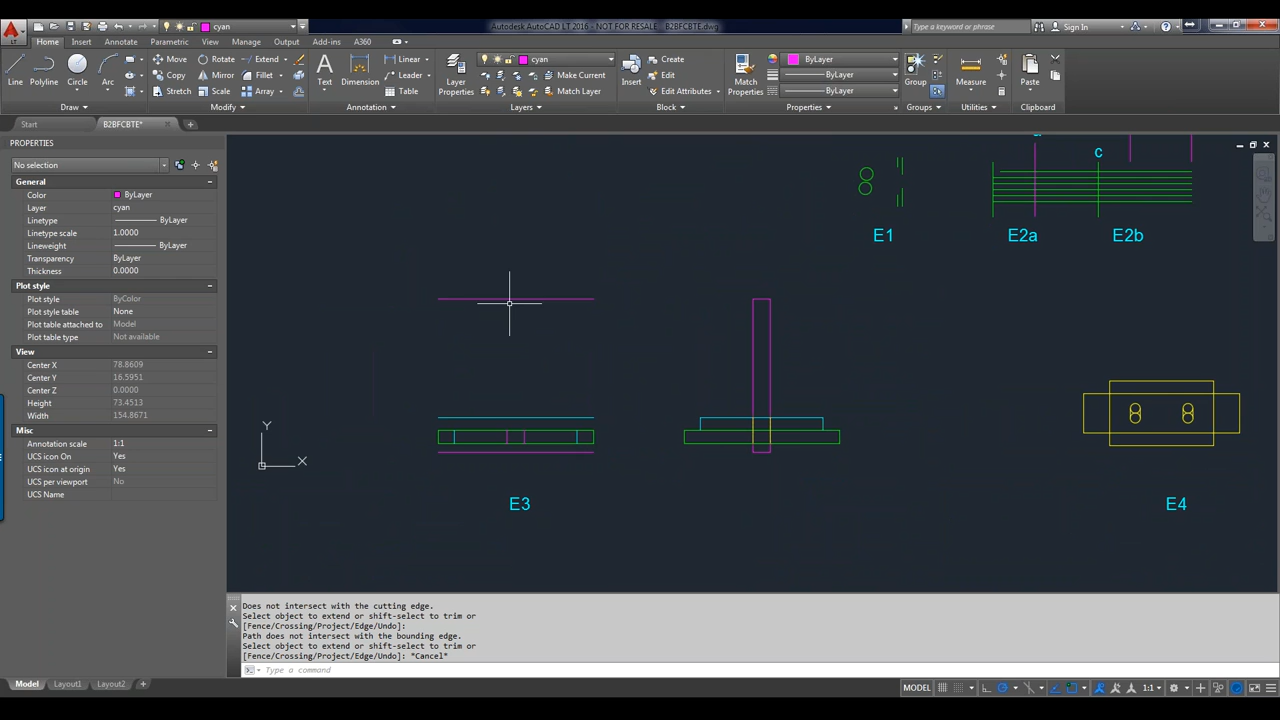 cyan
Autodesk AutoCAD LT 2016 - NOT FOR RESALE B2BFCBTE.dwg
Type a keyword or phrase
Sign In
LT
Home Insert Annotate Parametric View Manage Output Add-ins A360
Line Polyline Circle Arc
Move Rotate Extend
Copy Mirror Fillet
Stretch Scale Array
Text Dimension
Linear
Leader
Table
Layer Properties
cyan
Make Current
Match Layer
Insert
Create
Edit
Edit Attributes
Match Properties
ByLayer
ByLayer
ByLayer
Group
Measure
Paste
Draw Modify Annotation Layers Block Properties Groups Utilities Clipboard
Start B2BFCBTE*
PROPERTIES
No selection
General
Color ByLayer
Layer cyan
Linetype ByLayer
Linetype scale 1.0000
Lineweight ByLayer
Transparency ByLayer
Thickness 0.0000
Plot style
Plot style ByColor
Plot style table None
Plot table attached to Model
Plot table type Not available
View
Center X 78.8609
Center Y 16.5951
Center Z 0.0000
Height 73.4513
Width 154.8671
Misc
Annotation scale 1:1
UCS icon On Yes
UCS icon at origin Yes
UCS per viewport No
UCS Name
c
E1 E2a E2b
Y
X
E3 E4
Does not intersect with the cutting edge.
Select object to extend or shift-select to trim or
[Fence/Crossing/Project/Edge/Undo]:
Path does not intersect with the bounding edge.
Select object to extend or shift-select to trim or
[Fence/Crossing/Project/Edge/Undo]: *Cancel*
Type a command
Model Layout1 Layout2
MODEL 1:1